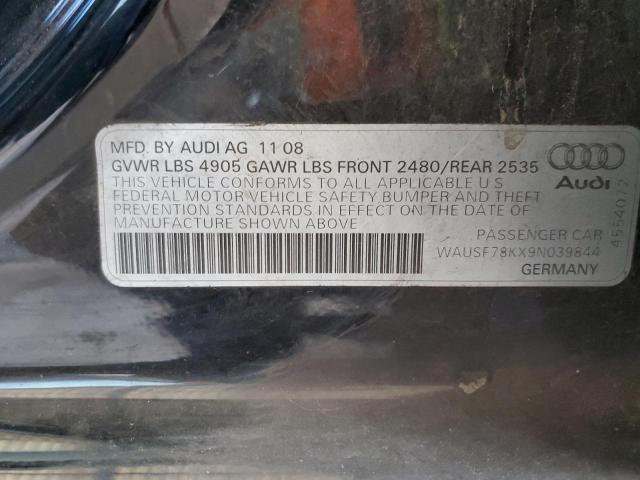 MFD. BY AUDI AG 11 08
GVWR LBS 4905 GAWR LBS FRONT 2480/REAR 2535
THIS VEHICLE CONFORMS TO ALL APPLICABLE U S
FEDERAL MOTOR VEHICLE SAFETY BUMPER AND THEFT
PREVENTION STANDARDS IN EFFECT ON THE DATE OF
MANUFACTURE SHOWN ABOVE
PASSENGER CAR
WAUSF78KX9N039844
GERMANY
Audi
4554072